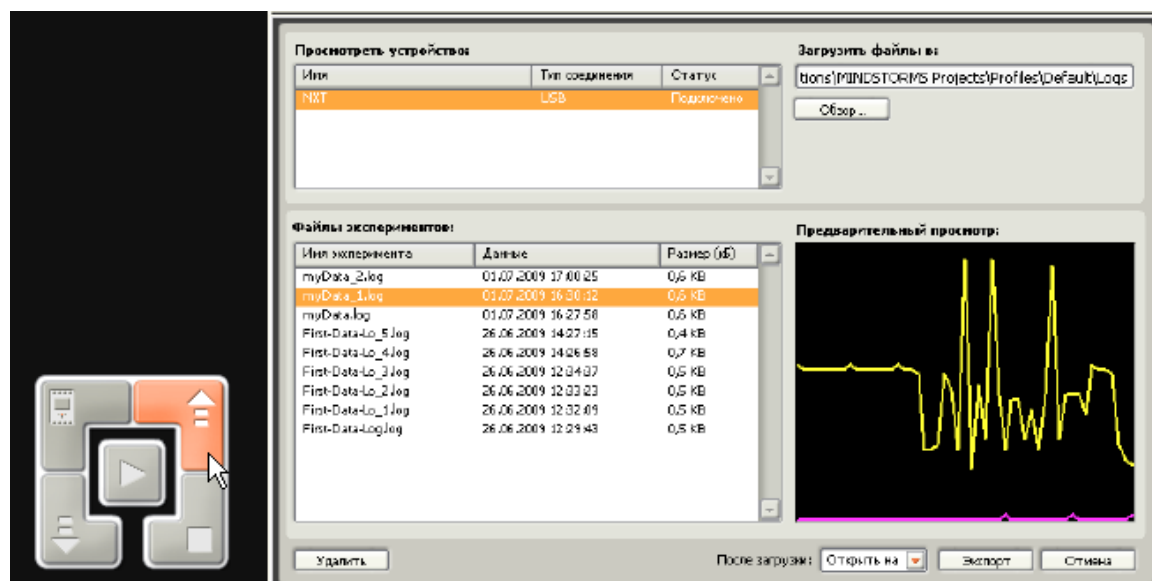 Просмотреть устройство:
Загрузить файлы в:
Имя Тип соединения Статус
tions\MINDSTORMS Projects\Profiles\Default\Logs
NXT USB Подключено
Обзор...
Файлы экспериментов:
Предварительный просмотр:
Имя эксперимента Данные Размер (кБ)
myData_2.log 01.07.2009 17:00:25 0,6 KB
myData_1.log 01.07.2009 16:30:12 0,6 KB
myData.log 01.07.2009 16:27:58 0,6 KB
First-Data-Lo_5.log 26.06.2009 14:27:15 0,4 KB
First-Data-Lo_4.log 26.06.2009 14:26:58 0,7 KB
First-Data-Lo_3.log 26.06.2009 12:34:37 0,5 KB
First-Data-Lo_2.log 26.06.2009 12:33:23 0,5 KB
First-Data-Lo_1.log 26.06.2009 12:32:09 0,5 KB
First-Data-Log.log 26.06.2009 12:29:43 0,5 KB
Удалить
После загрузки: Открыть на
Экспорт
Отмена